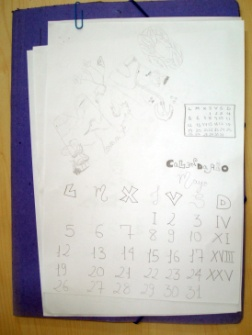 Calendario
Mayo
L M X J V S D
1 2 3 IV
5 6 7 8 9 10 XI
12 13 14 15 16 17 XVIII
19 20 21 22 23 24 XXV
26 27 28 29 30 31